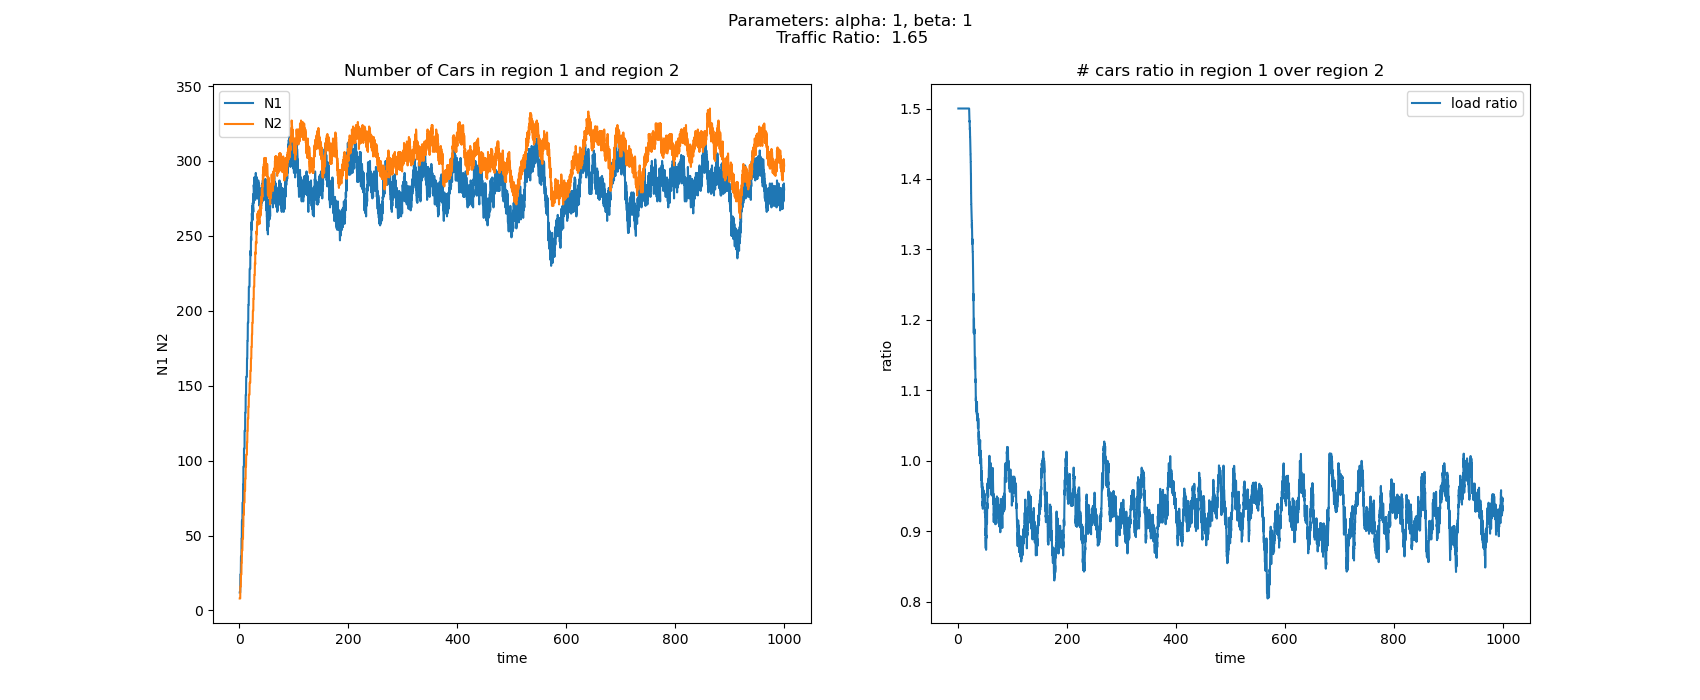 Parameters: alpha: 1, beta: 1
Traffic Ratio:  1.65
Number of Cars in region 1 and region 2
N1
N2
350
300
250
200
150
100
50
0
N1 N2
0 200 400 600 800 1000
time
# cars ratio in region 1 over region 2
load ratio
1.5
1.4
1.3
1.2
1.1
1.0
0.9
0.8
ratio
0 200 400 600 800 1000
time